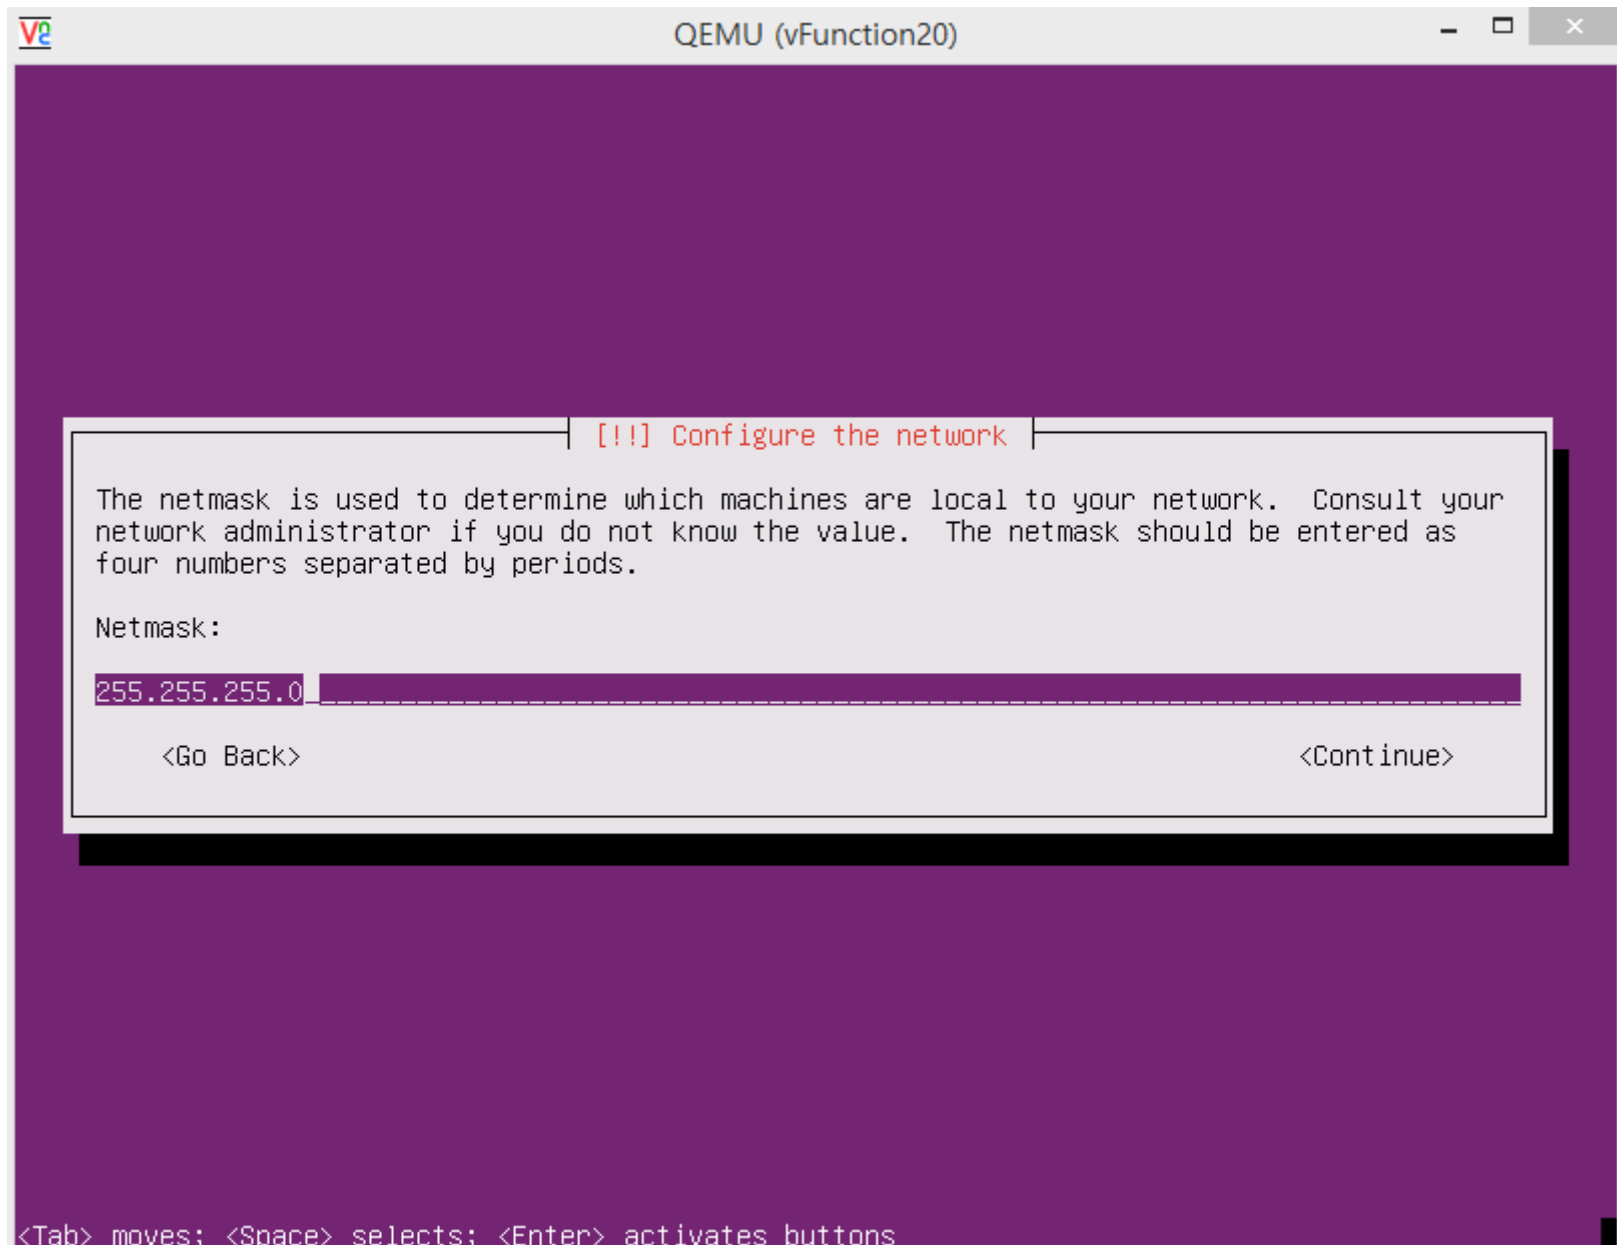 QEMU (vFunction20)
[!!] Configure the network
The netmask is used to determine which machines are local to your network.  Consult your
network administrator if you do not know the value.  The netmask should be entered as
four numbers separated by periods.
Netmask:
255.255.255.0
<Go Back> <Continue>
<Tab> moves; <Space> selects; <Enter> activates buttons